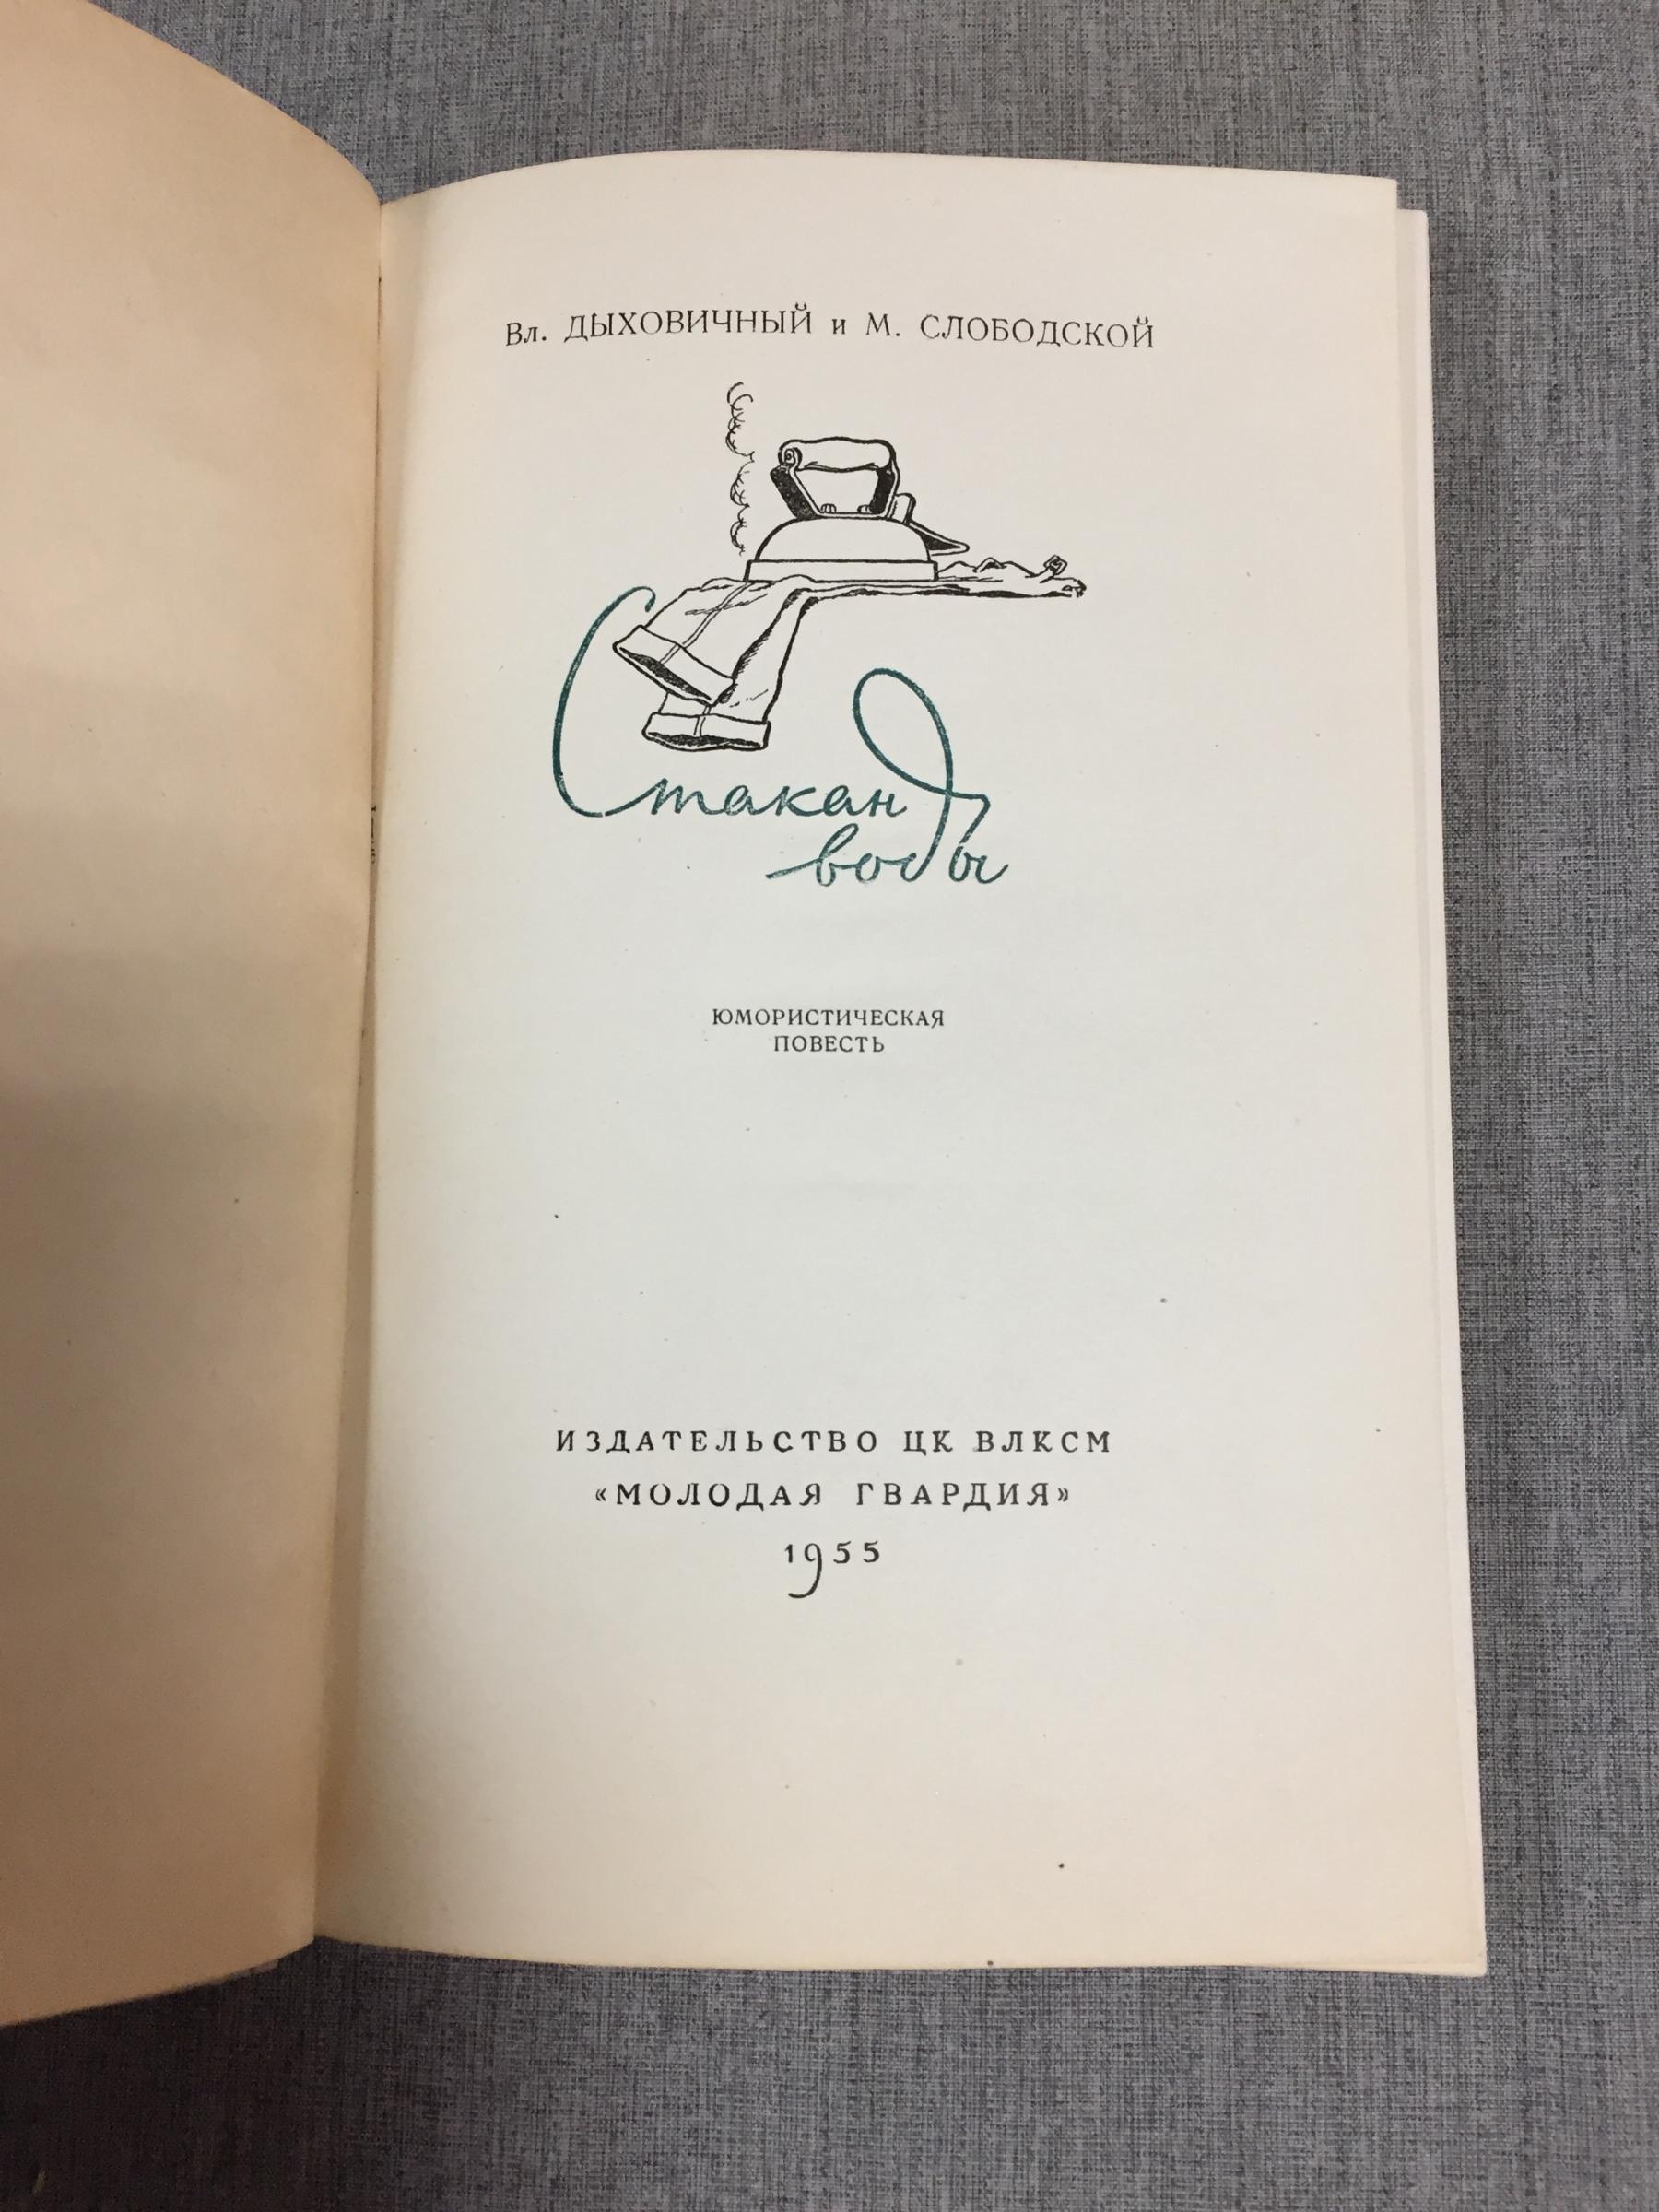 Вл. ДЫХОВИЧНЫЙ и М. СЛОБОДСКОЙ
Стакан
воды
ЮМОРИСТИЧЕСКАЯ
ПОВЕСТЬ
ИЗДАТЕЛЬСТВО ЦК ВЛКСМ
«МОЛОДАЯ ГВАРДИЯ»
1955